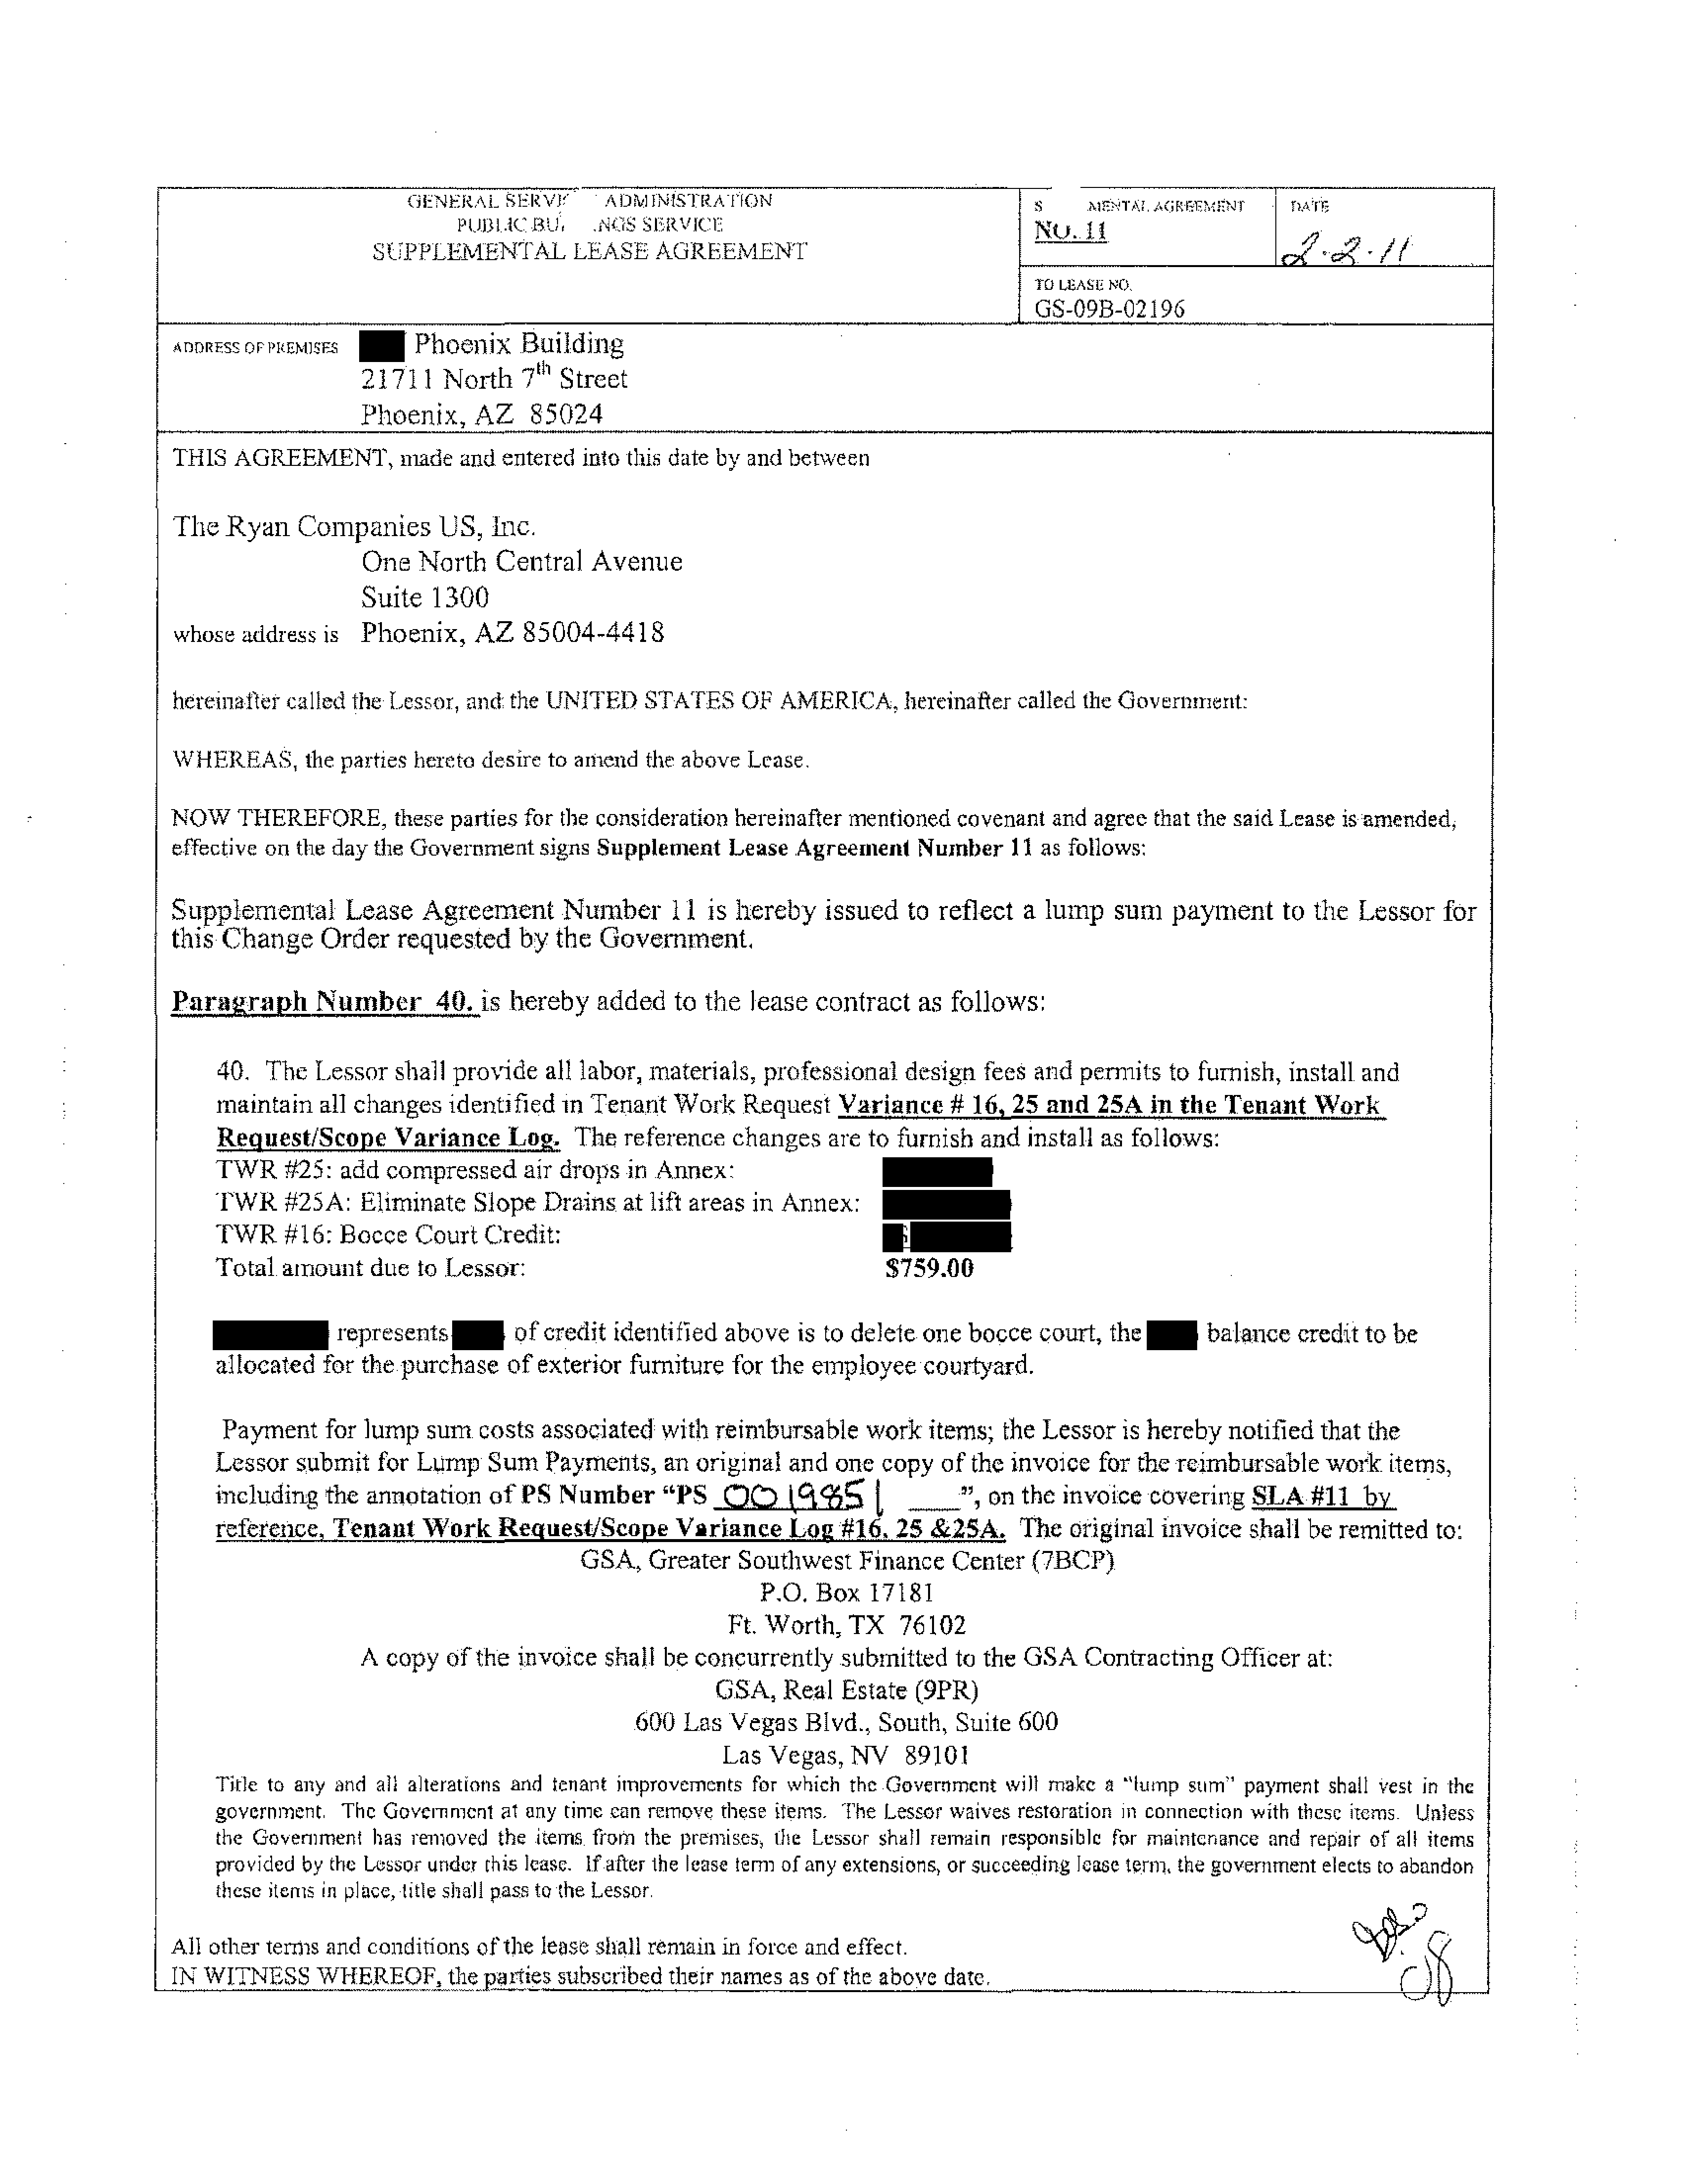 GENERAL SERVI ADMINISTRATION
PUBLIC BU NGS SERVICE
SUPPLEMENTAL LEASE AGREEMENT
S MENTAL AGREEMENT
No. 11
DATE
2-2-11
TO LEASE NO.
GS-09B-02196
ADDRESS OF PREMISES Phoenix Building
21711 North 7th Street
Phoenix, AZ 85024
THIS AGREEMENT, made and entered into this date by and between
The Ryan Companies US, Inc.
One North Central Avenue
Suite 1300
whose address is Phoenix, AZ 85004-4418
hereinafter called the Lessor, and the UNITED STATES OF AMERICA, hereinafter called the Government:
WHEREAS, the parties hereto desire to amend the above Lease.
NOW THEREFORE, these parties for the consideration hereinafter mentioned covenant and agree that the said Lease is amended,
effective on the day the Government signs Supplement Lease Agreement Number 11 as follows:
Supplemental Lease Agreement Number 11 is hereby issued to reflect a lump sum payment to the Lessor for
this Change Order requested by the Government.
Paragraph Number 40. is hereby added to the lease contract as follows:
40. The Lessor shall provide all labor, materials, professional design fees and permits to furnish, install and
maintain all changes identified in Tenant Work Request Variance # 16, 25 and 25A in the Tenant Work
Request/Scope Variance Log. The reference changes are to furnish and install as follows:
TWR #25: add compressed air drops in Annex:
TWR #25A: Eliminate Slope Drains at lift areas in Annex:
TWR #16: Bocce Court Credit:
Total amount due to Lessor: $759.00
represents of credit identified above is to delete one bocce court, the balance credit to be
allocated for the purchase of exterior furniture for the employee courtyard.
Payment for lump sum costs associated with reimbursable work items; the Lessor is hereby notified that the
Lessor submit for Lump Sum Payments, an original and one copy of the invoice for the reimbursable work items,
including the annotation of PS Number “PS 0019851 ___”, on the invoice covering SLA #11 by
reference, Tenant Work Request/Scope Variance Log #16, 25 &25A. The original invoice shall be remitted to:
GSA, Greater Southwest Finance Center (7BCP)
P.O. Box 17181
Ft. Worth, TX 76102
A copy of the invoice shall be concurrently submitted to the GSA Contracting Officer at:
GSA, Real Estate (9PR)
600 Las Vegas Blvd., South, Suite 600
Las Vegas, NV 89101
Title to any and all alterations and tenant improvements for which the Government will make a “lump sum” payment shall vest in the
government. The Government at any time can remove these items. The Lessor waives restoration in connection with these items. Unless
the Government has removed the items from the premises, the Lessor shall remain responsible for maintenance and repair of all items
provided by the Lessor under this lease. If after the lease term of any extensions, or succeeding lease term, the government elects to abandon
these items in place, title shall pass to the Lessor.
All other terms and conditions of the lease shall remain in force and effect.
IN WITNESS WHEREOF, the parties subscribed their names as of the above date.